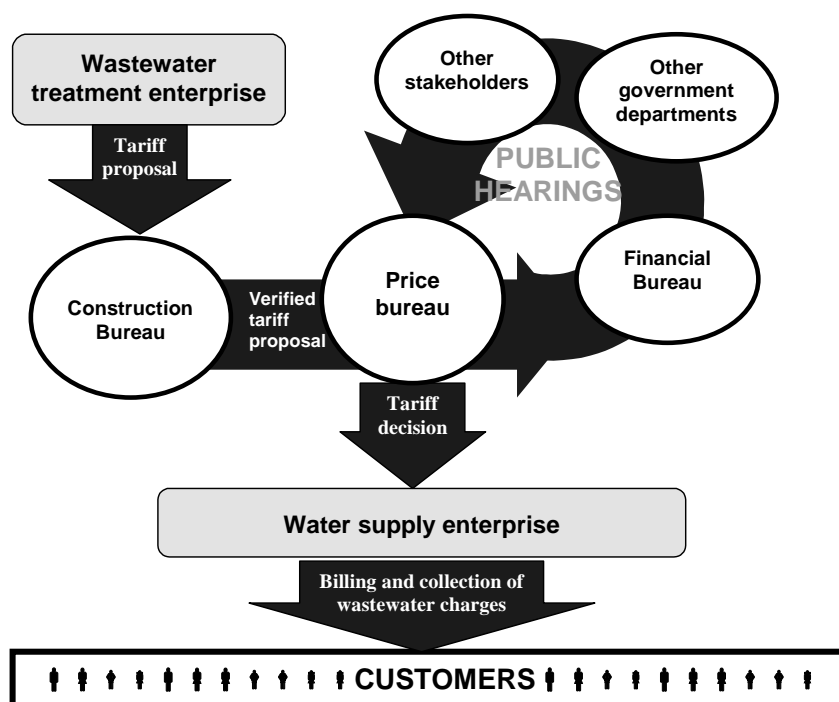 Wastewater
treatment enterprise
Tariff
proposal
Other
stakeholders
Other
government
departments
PUBLIC
HEARINGS
Construction
Bureau
Verified
tariff
proposal
Price
bureau
Financial
Bureau
Tariff
decision
Water supply enterprise
Billing and collection of
wastewater charges
CUSTOMERS